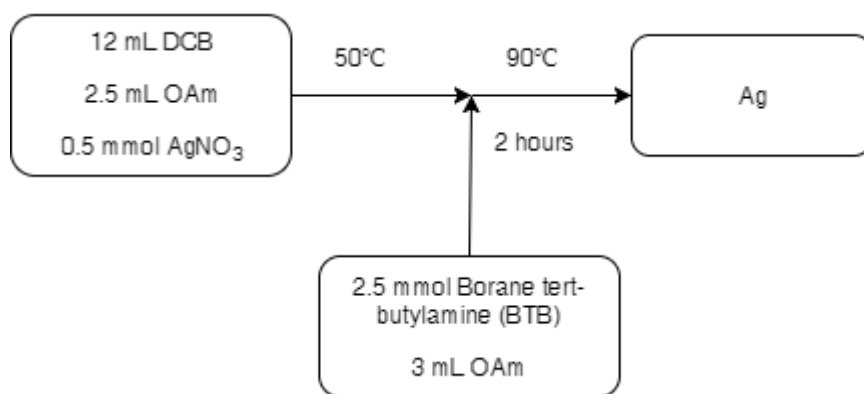 12 mL DCB
2.5 mL OAm
0.5 mmol AgNO₃
50℃
90℃
2 hours
Ag
2.5 mmol Borane tert-
butylamine (BTB)
3 mL OAm